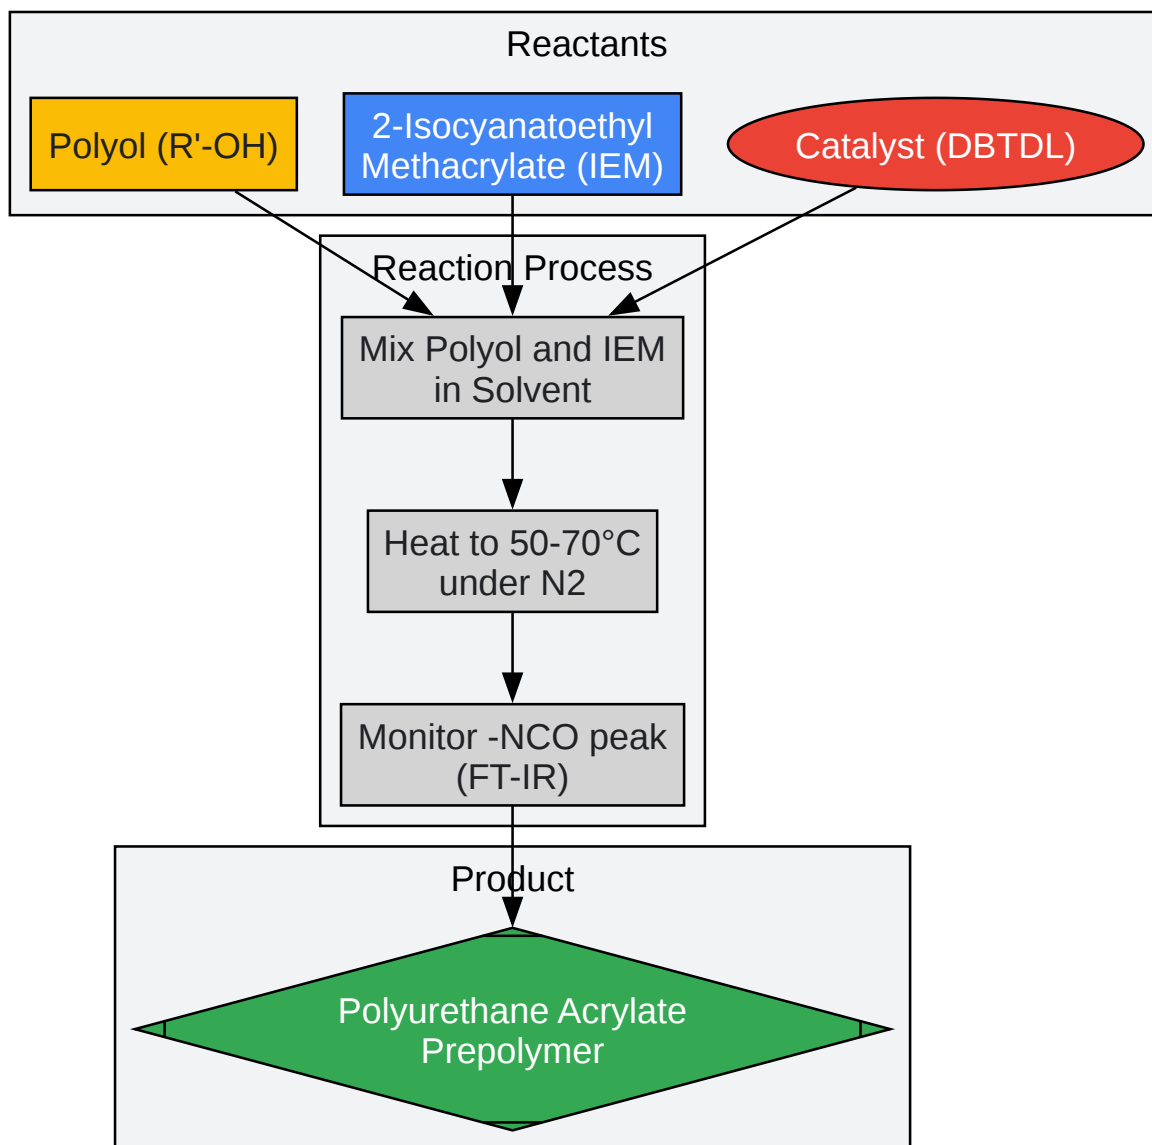 Reactants
Polyol (R'-OH)
2-Isocyanatoethyl
Methacrylate (IEM)
Catalyst (DBTDL)
Reaction Process
Mix Polyol and IEM
in Solvent
Heat to 50-70°C
under N2
Monitor -NCO peak
(FT-IR)
Product
Polyurethane Acrylate
Prepolymer